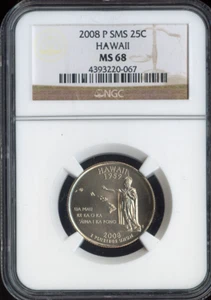 2008 P SMS 25C
HAWAII
MS 68
4393220-067
NGC
HAWAII
1959
UA MAU
KE EA O KA
ʻĀINA I KA PONO
2008
E PLURIBUS UNUM